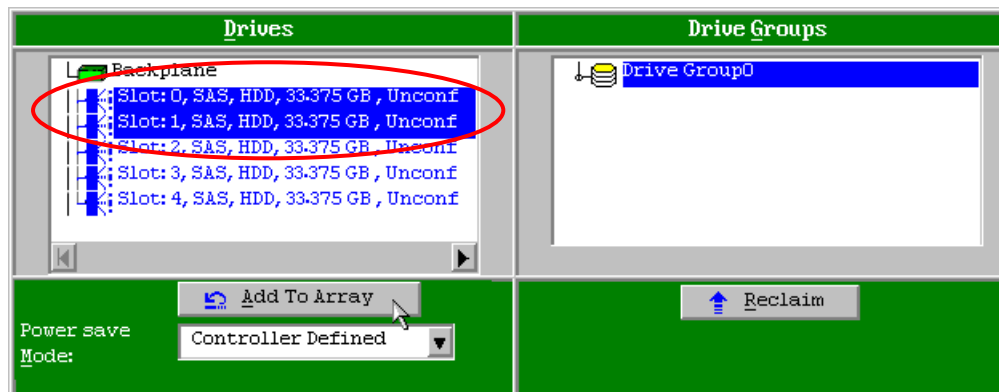 Drives
Backplane
Slot: 0, SAS, HDD, 33.375 GB , Unconf
Slot: 1, SAS, HDD, 33.375 GB , Unconf
Slot: 2, SAS, HDD, 33.375 GB , Unconf
Slot: 3, SAS, HDD, 33.375 GB , Unconf
Slot: 4, SAS, HDD, 33.375 GB , Unconf
Add To Array
Power save
Mode:
Controller Defined
Drive Groups
Drive Group0
Reclaim